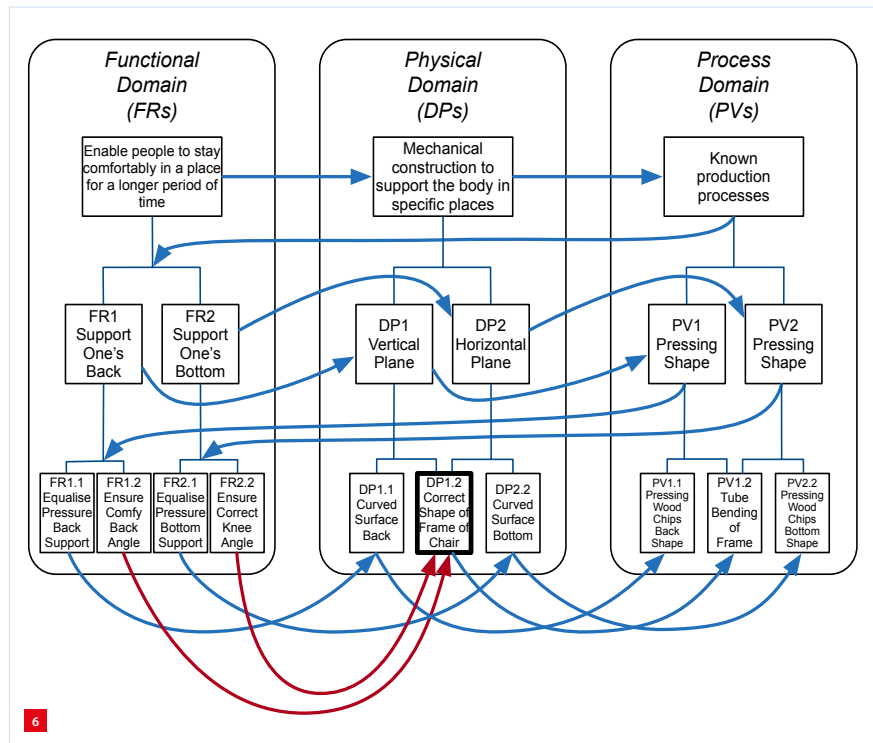 Functional
Domain
(FRs)
Physical
Domain
(DPs)
Process
Domain
(PVs)
Enable people to stay
comfortably in a place
for a longer period of
time
Mechanical
construction to
support the body in
specific places
Known
production
processes
FR1
Support
One's
Back
FR2
Support
One's
Bottom
DP1
Vertical
Plane
DP2
Horizontal
Plane
PV1
Pressing
Shape
PV2
Pressing
Shape
FR1.1
Equalise
Pressure
Back
Support
FR1.2
Ensure
Comfy
Back
Angle
FR2.1
Equalise
Pressure
Bottom
Support
FR2.2
Ensure
Correct
Knee
Angle
DP1.1
Curved
Surface
Back
DP1.2
Correct
Shape of
Frame of
Chair
DP2.2
Curved
Surface
Bottom
PV1.1
Pressing
Wood
Chips
Back
Shape
PV1.2
Tube
Bending
of
Frame
PV2.2
Pressing
Wood
Chips
Bottom
Shape
6